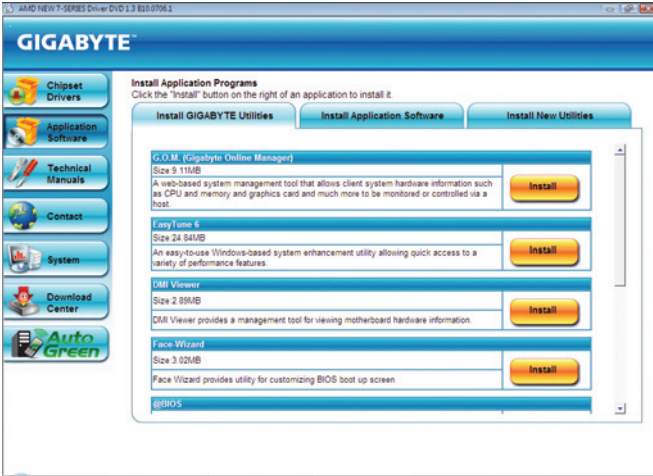 AMD NEW 7-SERIES Driver DVD 1.3 B10.0706.1
GIGABYTE™
Chipset
Drivers
Application
Software
Technical
Manuals
Contact
System
Download
Center
Auto
Green
Install Application Programs
Click the "Install" button on the right of an application to install it.
Install GIGABYTE Utilities
Install Application Software
Install New Utilities
G.O.M. (Gigabyte Online Manager)
Size:9.11MB
A web-based system management tool that allows client system hardware information such
as CPU and memory and graphics card and much more to be monitored or controlled via a
host.
Install
EasyTune 6
Size:24.84MB
An easy-to-use Windows-based system enhancement utility allowing quick access to a
variety of performance features.
Install
DMI Viewer
Size:2.89MB
DMI Viewer provides a management tool for viewing motherboard hardware information.
Install
Face-Wizard
Size:3.02MB
Face Wizard provides utility for customizing BIOS boot up screen
Install
@BIOS